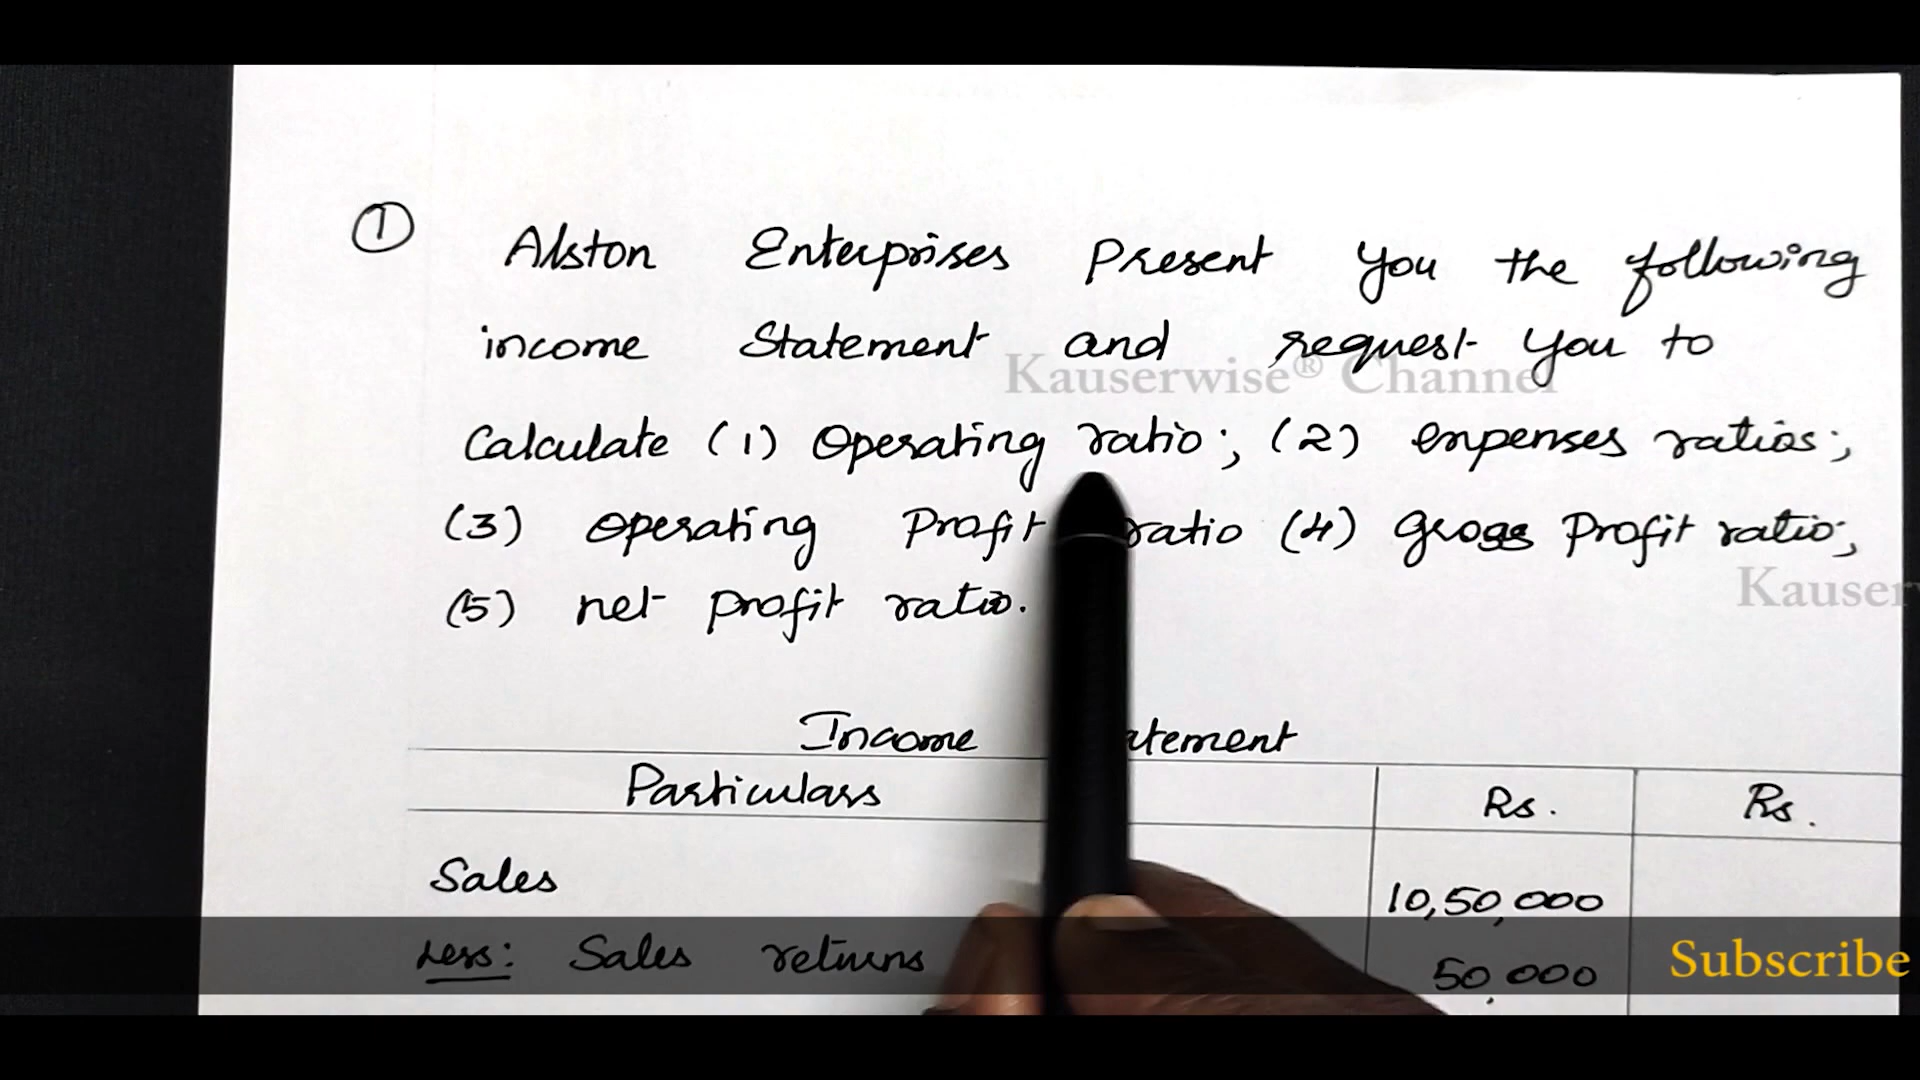 ① Alston Enterprises Present you the following
income Statement and request you to
Kauserwise® Channel
Calculate (1) Operating ratio; (2) expenses ratios;
(3) Operating Profit ratio (4) Gross Profit ratio;
Kauser
(5) net profit ratio.
Income atement
Particulars Rs. Rs.
Sales 10,50,000
Less: Sales returns 50,000
Subscribe